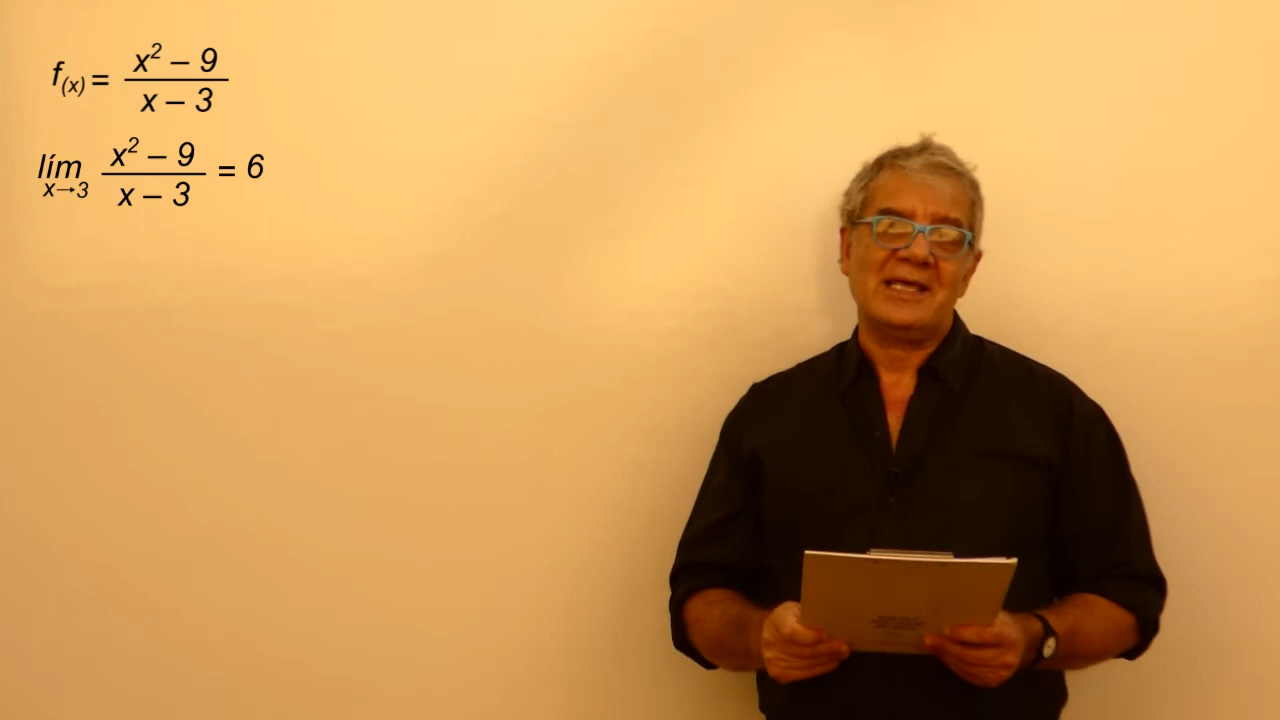 f(x) = x² – 9 / x – 3
lím x→3 x² – 9 / x – 3 = 6